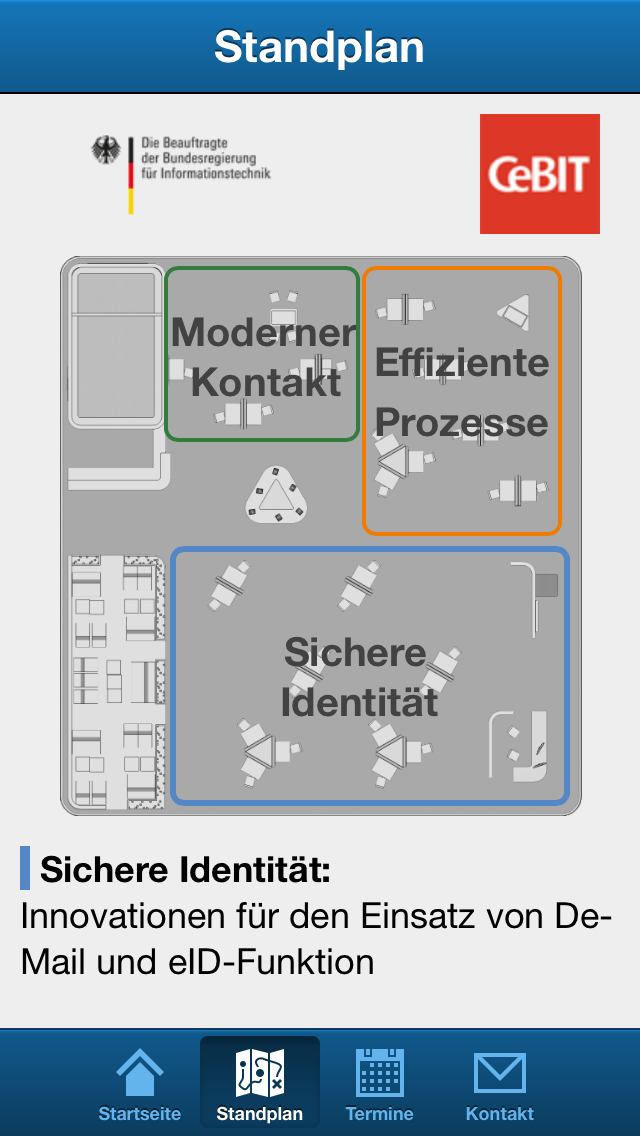 Standplan
Die Beauftragte
der Bundesregierung
für Informationstechnik
CeBIT
Moderner
Kontakt
Effiziente
Prozesse
Sichere
Identität
Sichere Identität:
Innovationen für den Einsatz von De-
Mail und eID-Funktion
Startseite
Standplan
Termine
Kontakt